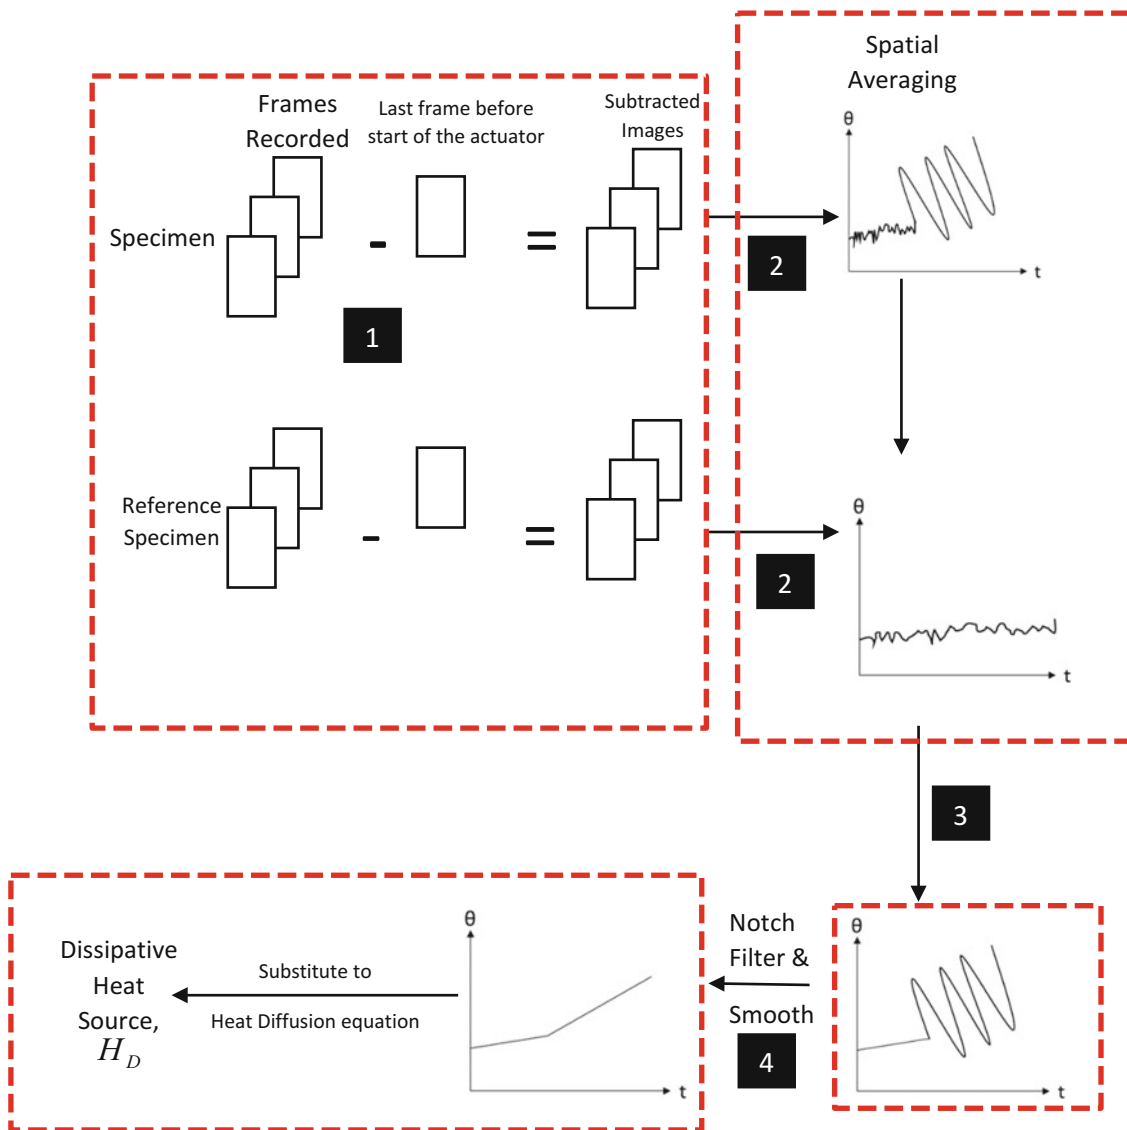 Spatial
Averaging
Frames
Recorded
Last frame before
start of the actuator
Subtracted
Images
θ
t
Specimen
-
=
2
1
Reference
Specimen
-
=
2
θ
t
3
Dissipative
Heat
Source,
H_D
Substitute to
Heat Diffusion equation
θ
t
Notch
Filter &
Smooth
4
θ
t